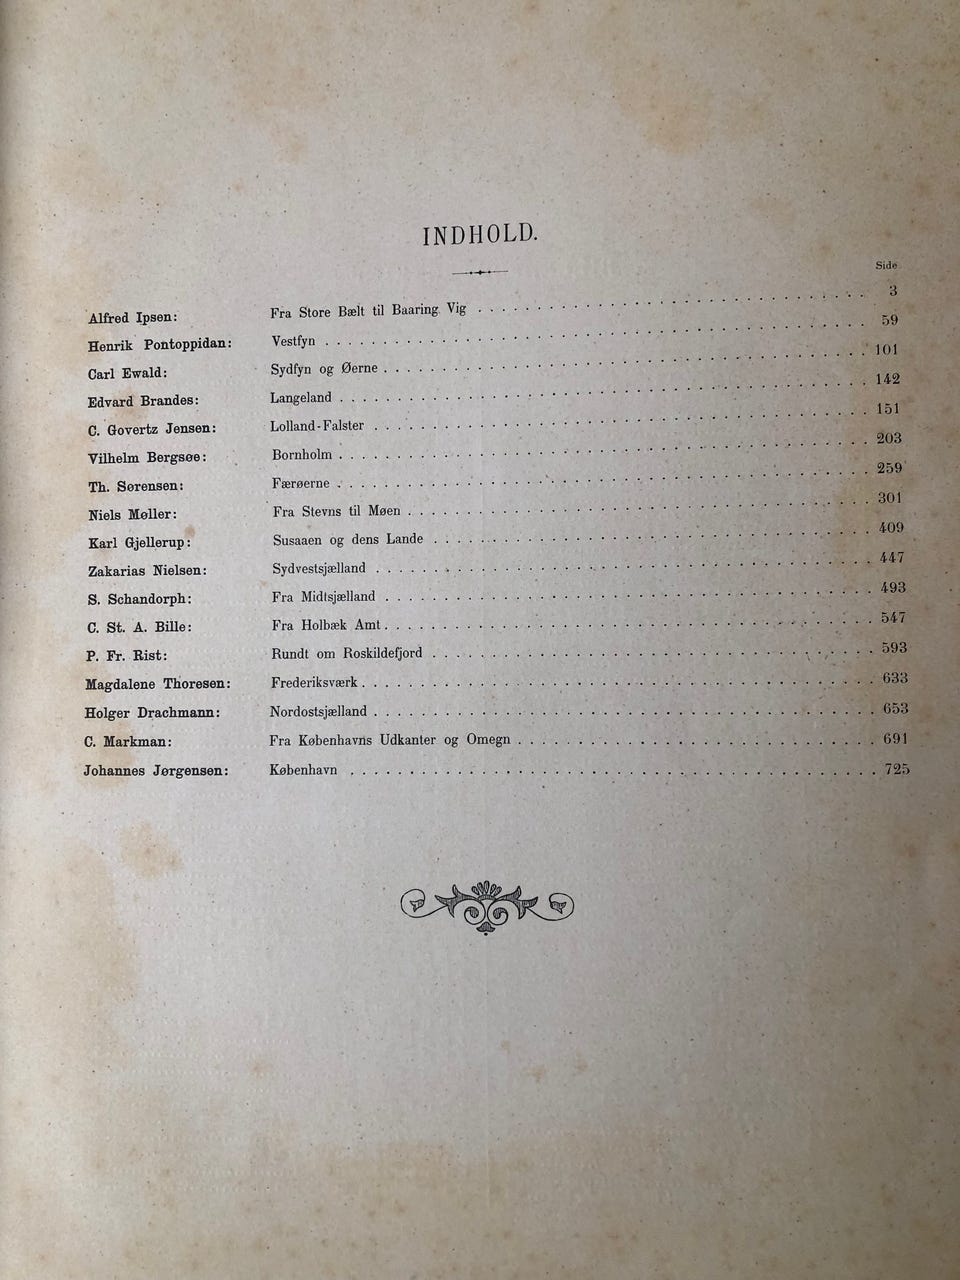 INDHOLD.
Side
Alfred Ipsen: Fra Store Bælt til Baaring Vig 3
Henrik Pontoppidan: Vestfyn 59
Carl Ewald: Sydfyn og Øerne 101
Edvard Brandes: Langeland 142
C. Govertz Jensen: Lolland-Falster 151
Vilhelm Bergsøe: Bornholm 203
Th. Sørensen: Færøerne 259
Niels Møller: Fra Stevns til Møen 301
Karl Gjellerup: Susaaen og dens Lande 409
Zakarias Nielsen: Sydvestsjælland 447
S. Schandorph: Fra Midtsjælland 493
C. St. A. Bille: Fra Holbæk Amt 547
P. Fr. Rist: Rundt om Roskildefjord 593
Magdalene Thoresen: Frederiksværk 633
Holger Drachmann: Nordostsjælland 653
C. Markman: Fra Københavns Udkanter og Omegn 691
Johannes Jørgensen: København 725